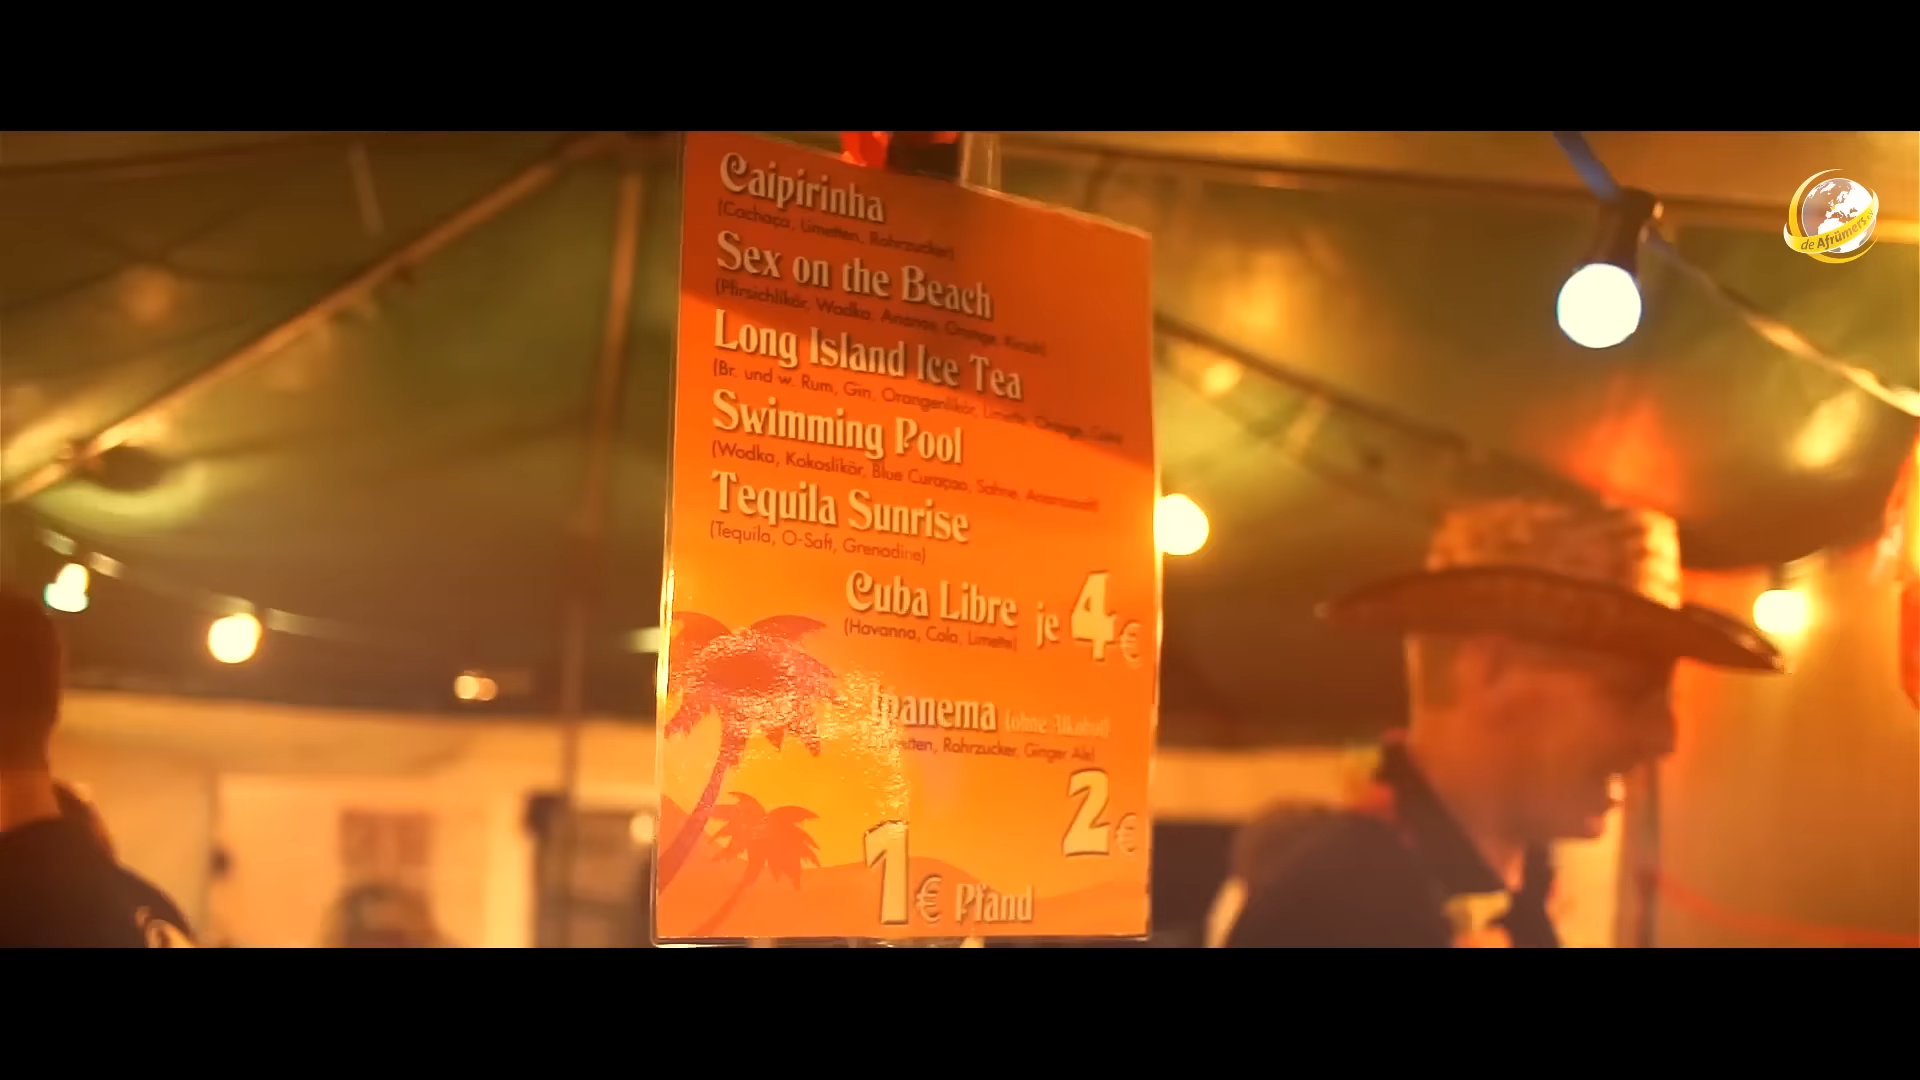 Caipirinha
(Cachaça, Limetten, Rohrzucker)
Sex on the Beach
(Pfirsichlikör, Wodka, Ananas, Orange, Kirsch)
Long Island Ice Tea
(Br. und w. Rum, Gin, Orangenlikör, Limette, Orange, Cola)
Swimming Pool
(Wodka, Kokoslikör, Blue Curaçao, Sahne, Ananassaft)
Tequila Sunrise
(Tequila, O-Saft, Grenadine)
Cuba Libre je 4€
(Havanna, Cola, Limette)
Ipanema (ohne Alkohol)
Rohrzucker, Ginger Ale)
2€
1€ Pfand
de Afrümers